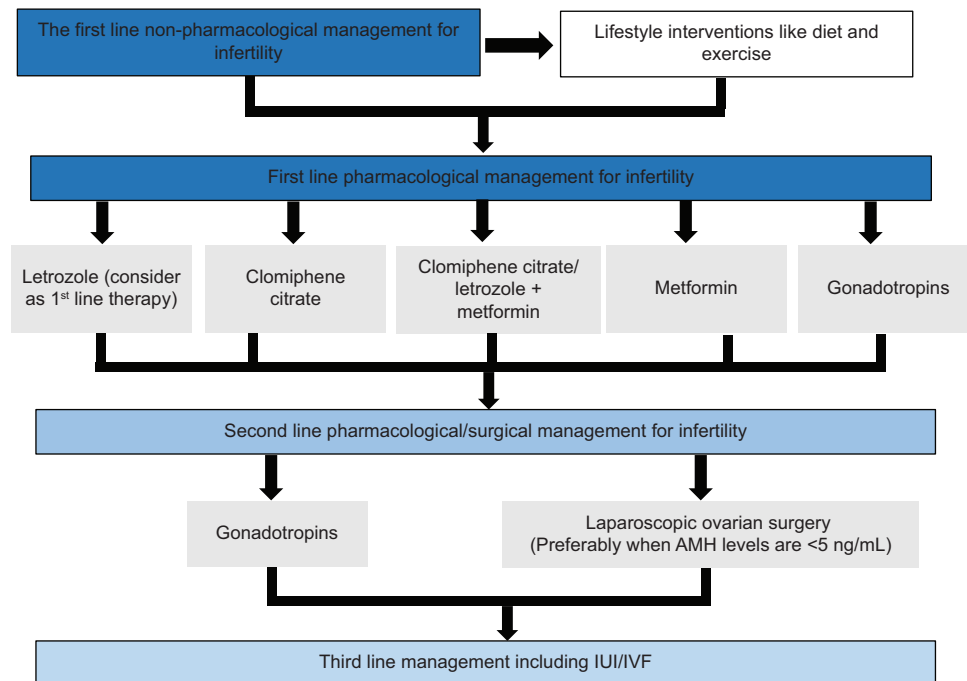 The first line non-pharmacological management for
infertility
Lifestyle interventions like diet and
exercise
First line pharmacological management for infertility
Letrozole (consider
as 1st line therapy)
Clomiphene
citrate
Clomiphene citrate/
letrozole +
metformin
Metformin
Gonadotropins
Second line pharmacological/surgical management for infertility
Gonadotropins
Laparoscopic ovarian surgery
(Preferably when AMH levels are <5 ng/mL)
Third line management including IUI/IVF